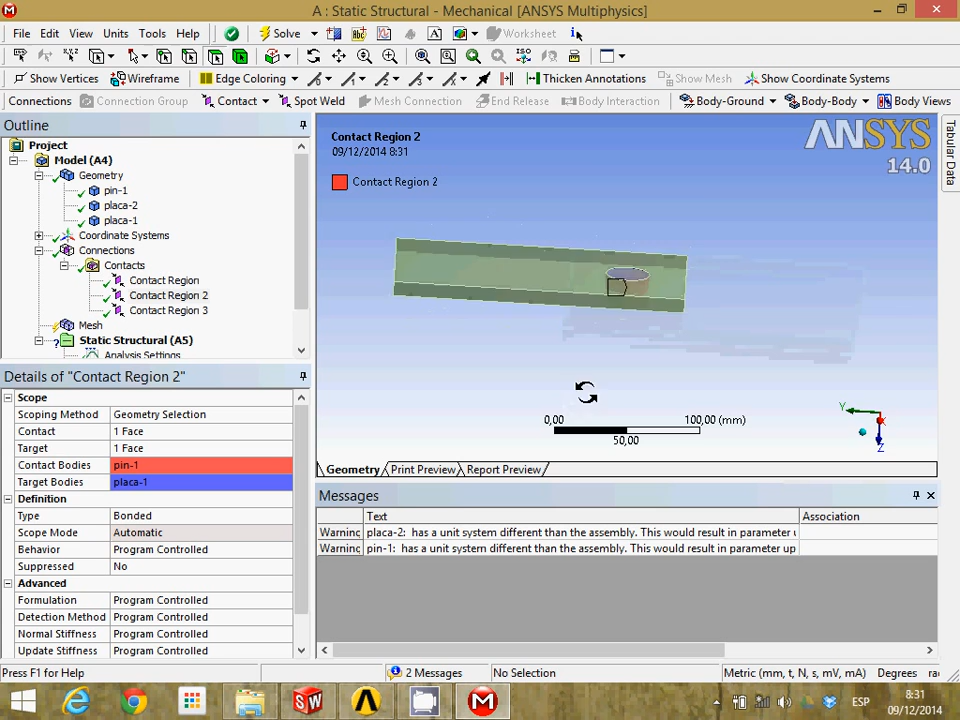 A : Static Structural - Mechanical [ANSYS Multiphysics]
File Edit View Units Tools Help Solve Worksheet
Show Vertices Wireframe Edge Coloring Thicken Annotations Show Mesh Show Coordinate Systems
Connections Connection Group Contact Spot Weld Mesh Connection End Release Body Interaction Body-Ground Body-Body Body Views
Outline
Project
Model (A4)
Geometry
pin-1
placa-2
placa-1
Coordinate Systems
Connections
Contacts
Contact Region
Contact Region 2
Contact Region 3
Mesh
Static Structural (A5)
Analysis Settings
Details of "Contact Region 2"
Scope
Scoping Method Geometry Selection
Contact 1 Face
Target 1 Face
Contact Bodies pin-1
Target Bodies placa-1
Definition
Type Bonded
Scope Mode Automatic
Behavior Program Controlled
Suppressed No
Advanced
Formulation Program Controlled
Detection Method Program Controlled
Normal Stiffness Program Controlled
Update Stiffness Program Controlled
Contact Region 2
09/12/2014 8:31
Contact Region 2
ANSYS
14.0
Tabular Data
0,00 100,00 (mm)
50,00
Y
X
Z
Geometry Print Preview Report Preview
Messages
Text Association
Warning placa-2: has a unit system different than the assembly. This would result in parameter
Warning pin-1: has a unit system different than the assembly. This would result in parameter up
Press F1 for Help 2 Messages No Selection Metric (mm, t, N, s, mV, mA) Degrees
ESP
8:31
09/12/2014